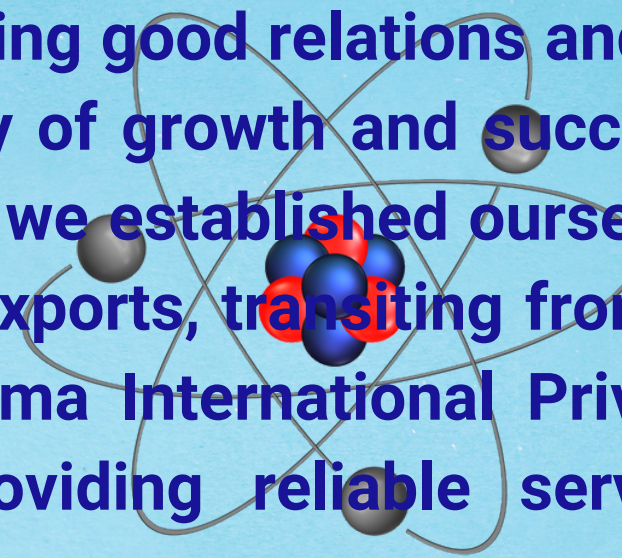 ing good relations and
y of growth and succ
we established ourse
xports, transiting from
ma International Priv
oviding reliable serv